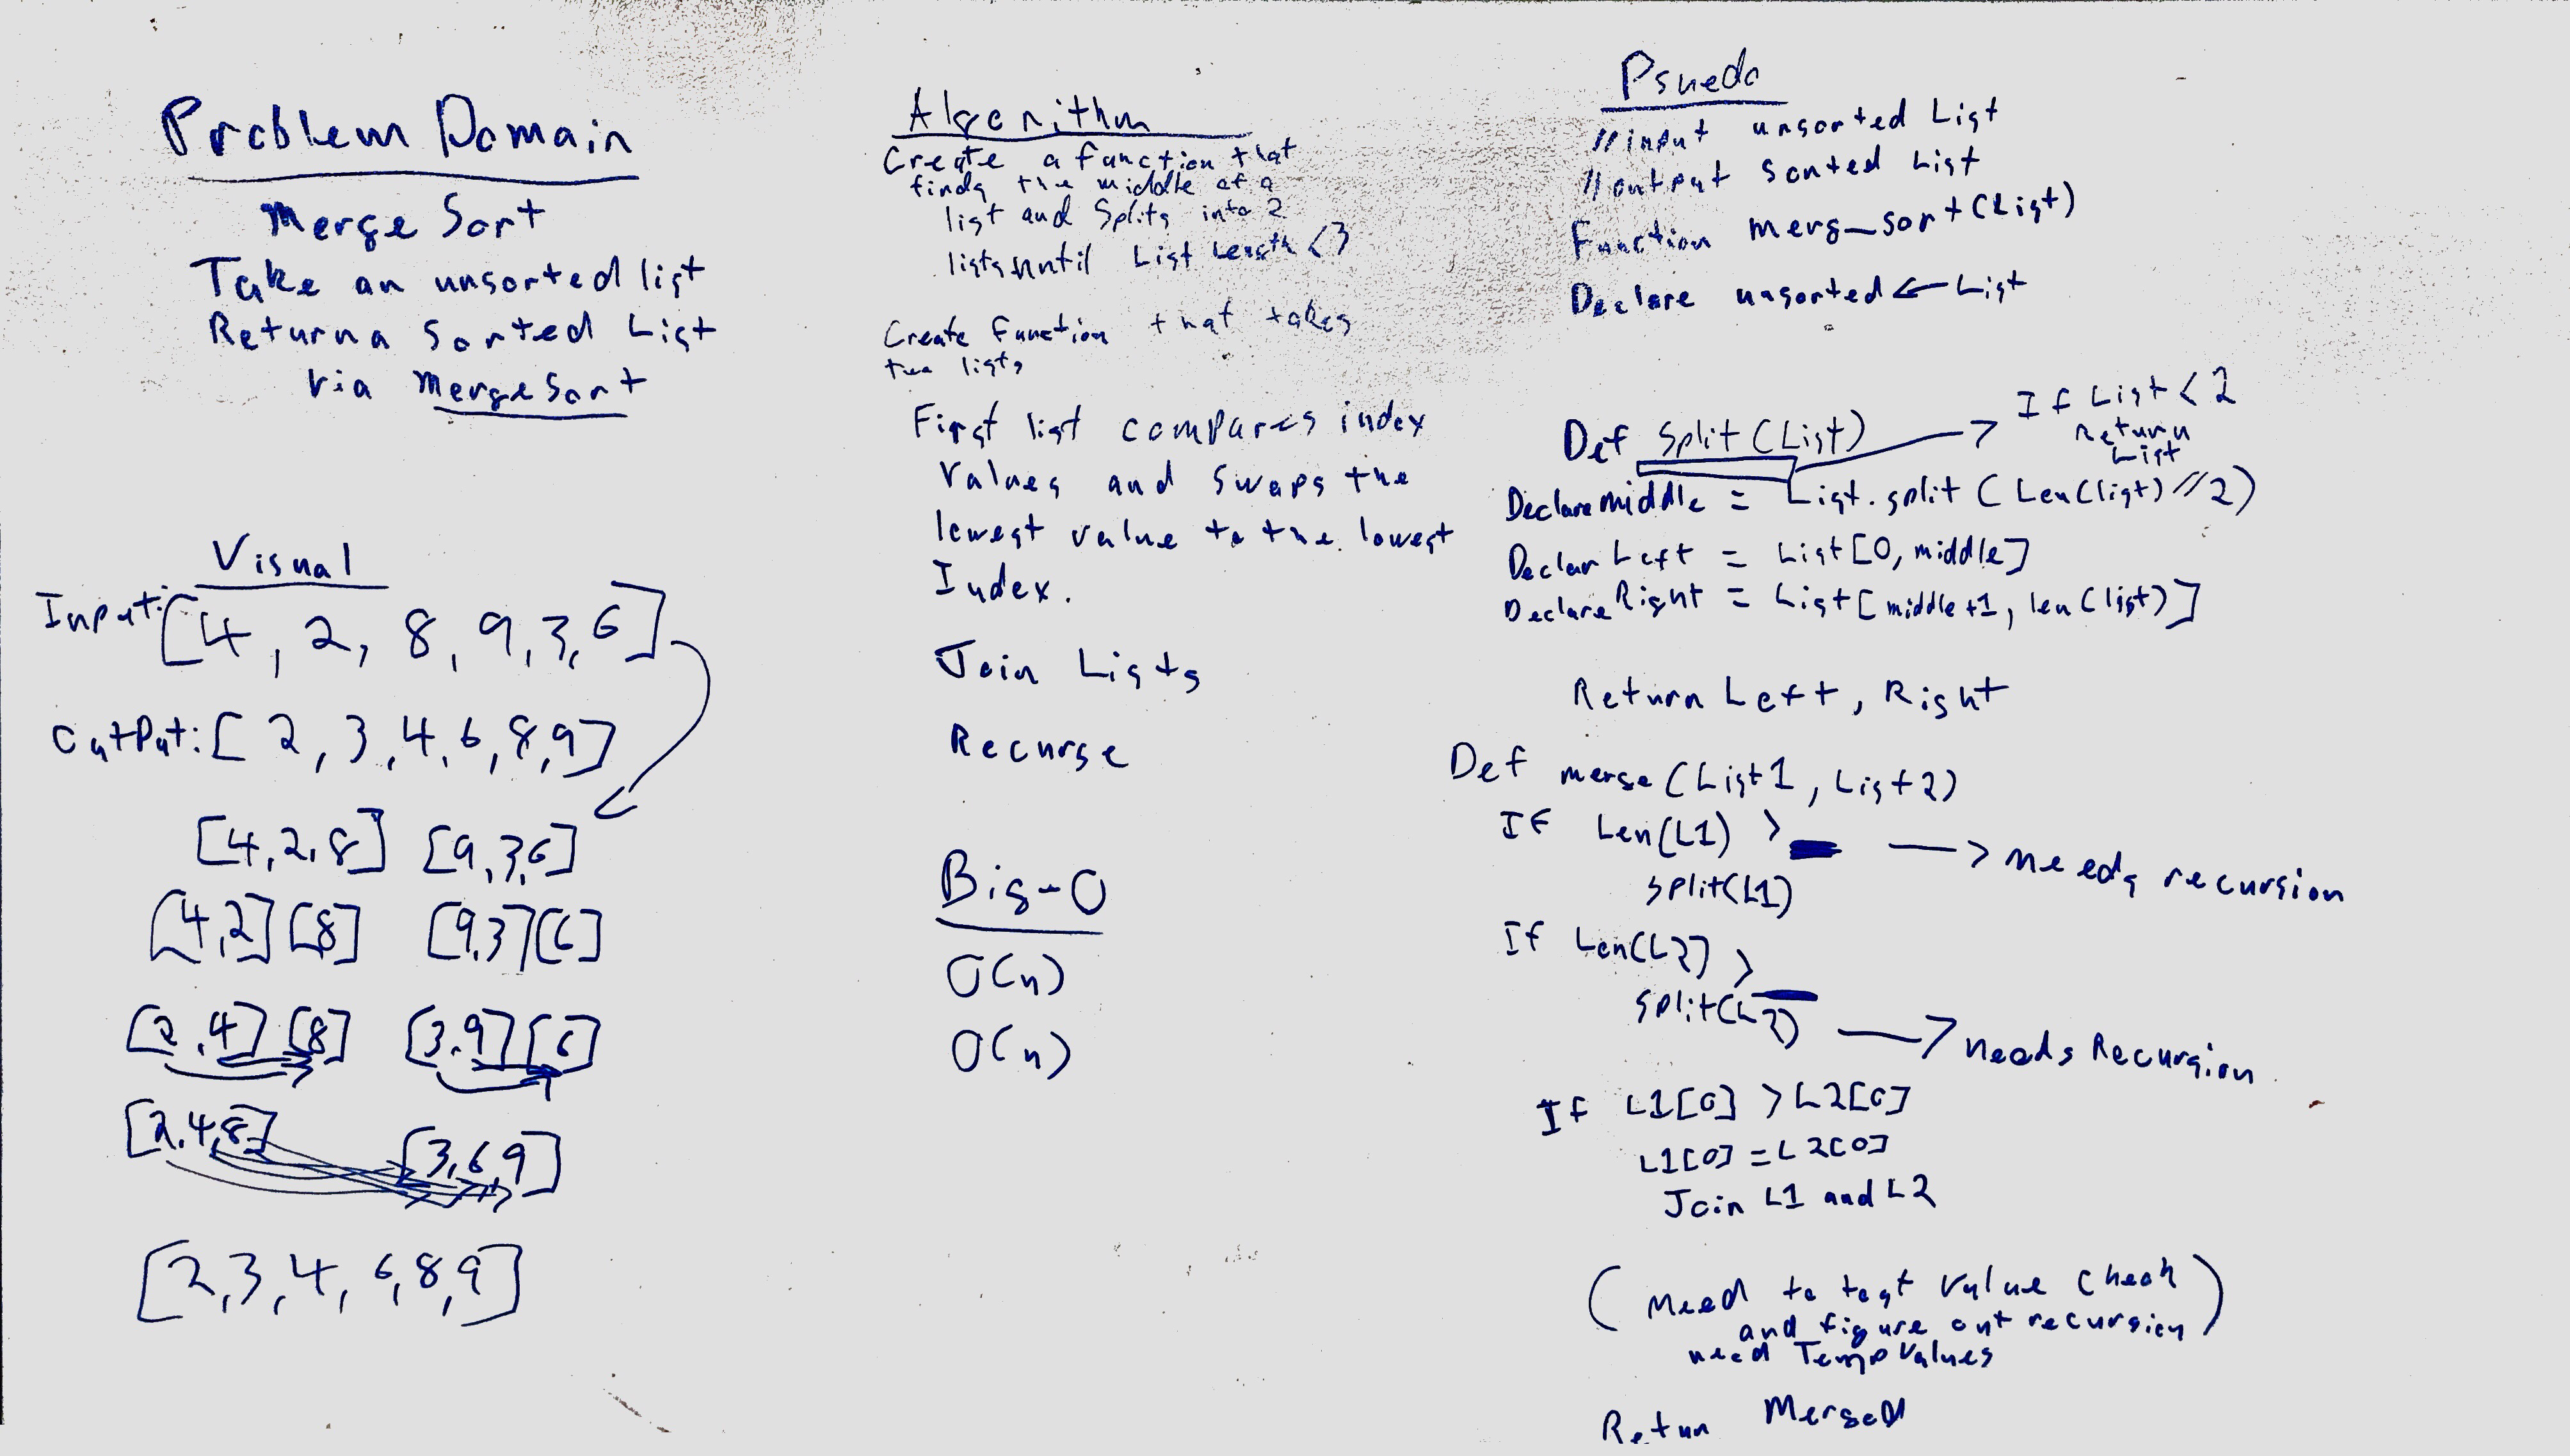 Problem Domain
Merge Sort
Take an unsorted list
Return a Sorted List
via Merge Sort
Visual
Input: [4, 2, 8, 9, 3, 6]
OutPut: [2, 3, 4, 6, 8, 9]
[4, 2, 8] [9, 3, 6]
[4, 2] [8] [9, 3] [6]
[2, 4] [8] [3, 9] [6]
[2, 4, 8] [3, 6, 9]
[2, 3, 4, 6, 8, 9]
Algorithm
Create a function that
finds the middle of a
list and Splits into 2
lists until List Length < 3
Create function that takes
two lists
First list compares index
values and swaps the
lowest value to the lowest
Index.
Join Lists
Recurse
Big-O
O(n)
O(n)
Psuedo
// input unsorted List
// output sorted List
Function merg_sort (List)
Declare unsorted ← List
Def split (List) → If List < 2
Return
List
Declare middle = List.split (Len(list) // 2)
Declar Left = List [0, middle]
Declare Right = List [middle+1, len(list)]
Return Left, Right
Def merge (List1, List2)
If Len(L1) > → needs recursion
split(L1)
If Len(L2) >
split(L2) → needs Recursion
If L1[0] > L2[0]
L1[0] = L2[0]
Join L1 and L2
(Need to test value check
and figure out recursion)
need Temp Values
Retun Merged